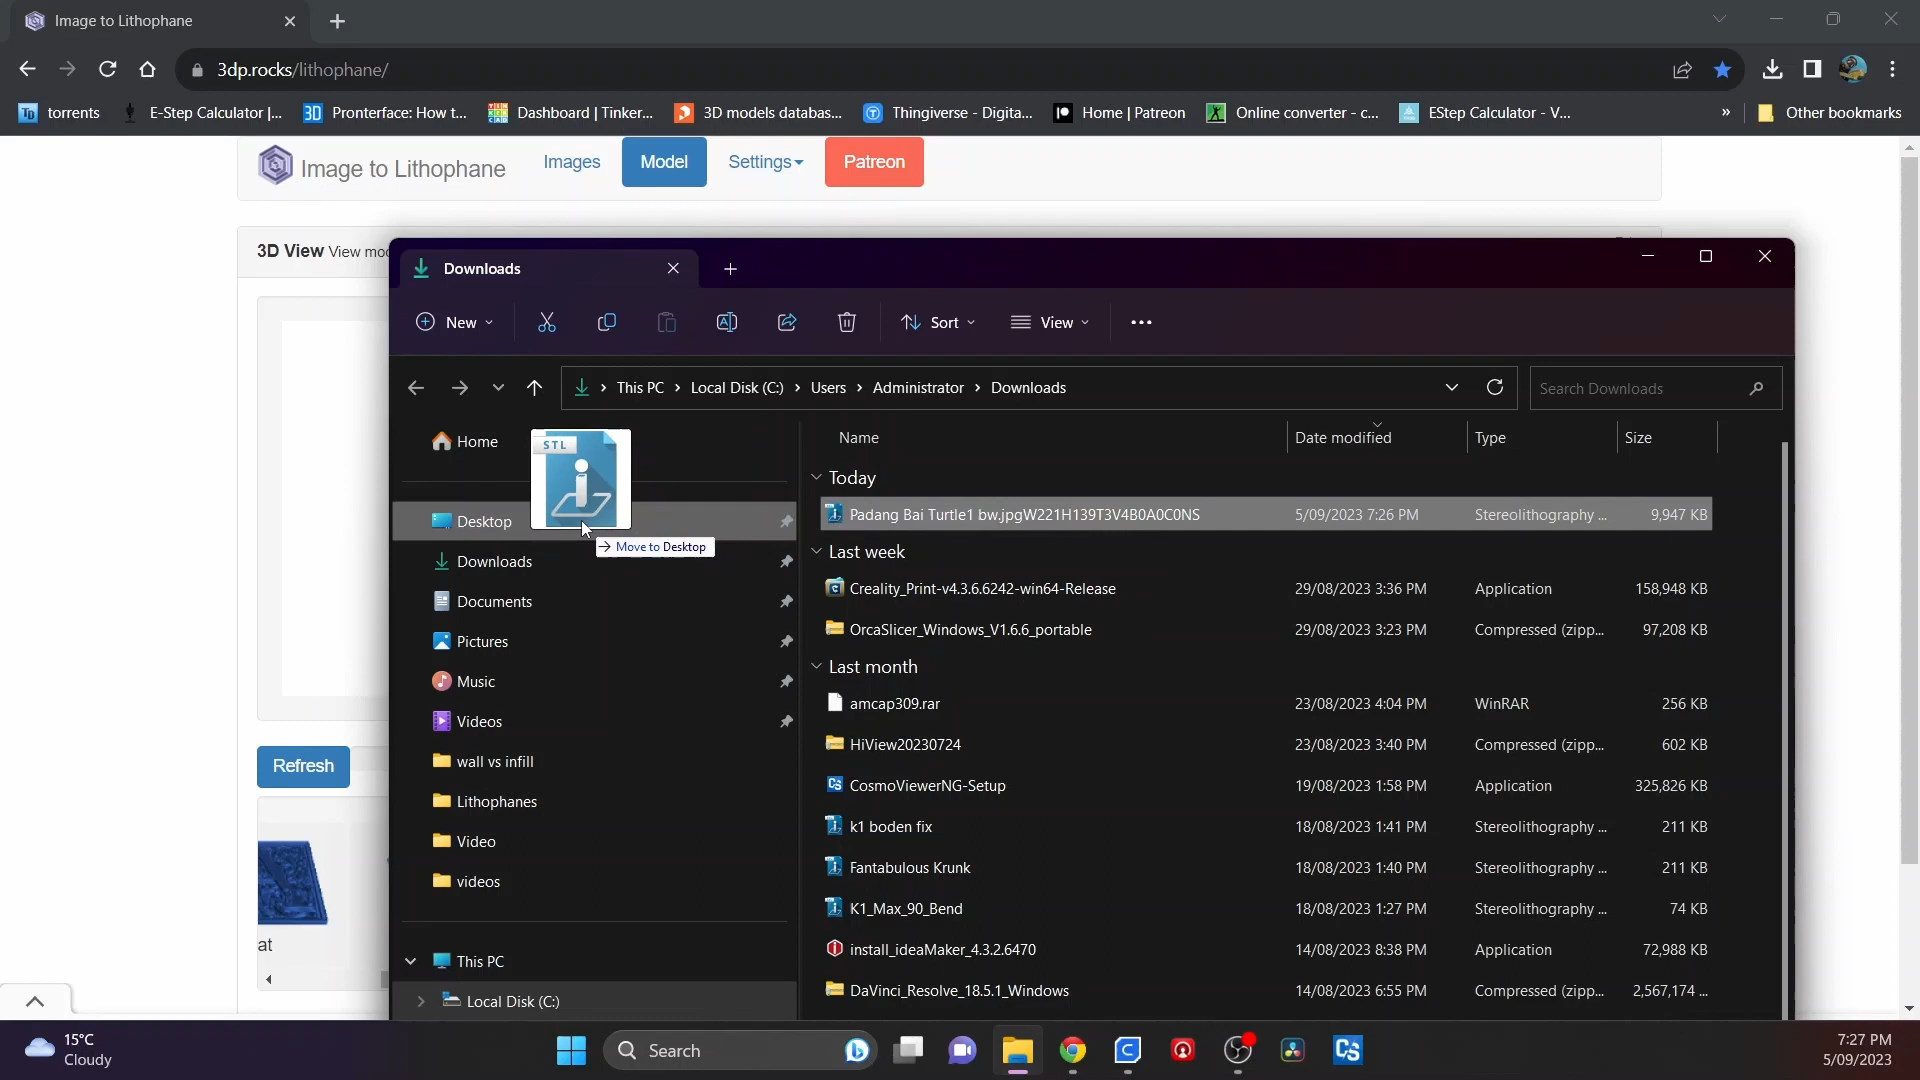 Image to Lithophane
3dp.rocks/lithophane/
torrents
E-Step Calculator |...
3D
Pronterface: How t...
Dashboard | Tinker...
3D models databas...
Thingiverse - Digita...
Home | Patreon
Online converter - c...
EStep Calculator - V...
»
Other bookmarks
Image to Lithophane
Images
Model
Settings
Patreon
3D View View mo
Downloads
New
Sort
View
This PC > Local Disk (C:) > Users > Administrator > Downloads
Search Downloads
Home
STL
Desktop
Move to Desktop
Downloads
Documents
Pictures
Music
Videos
wall vs infill
Lithophanes
Video
videos
This PC
Local Disk (C:)
Name Date modified Type Size
Today
Padang Bai Turtle1 bw.jpgW221H139T3V4B0A0C0NS 5/09/2023 7:26 PM Stereolithography ... 9,947 KB
Last week
Creality_Print-v4.3.6.6242-win64-Release 29/08/2023 3:36 PM Application 158,948 KB
OrcaSlicer_Windows_V1.6.6_portable 29/08/2023 3:23 PM Compressed (zipp... 97,208 KB
Last month
amcap309.rar 23/08/2023 4:04 PM WinRAR 256 KB
HiView20230724 23/08/2023 3:40 PM Compressed (zipp... 602 KB
CosmoViewerNG-Setup 19/08/2023 1:58 PM Application 325,826 KB
k1 boden fix 18/08/2023 1:41 PM Stereolithography ... 211 KB
Fantabulous Krunk 18/08/2023 1:40 PM Stereolithography ... 211 KB
K1_Max_90_Bend 18/08/2023 1:27 PM Stereolithography ... 74 KB
install_ideaMaker_4.3.2.6470 14/08/2023 8:38 PM Application 72,988 KB
DaVinci_Resolve_18.5.1_Windows 14/08/2023 6:55 PM Compressed (zipp... 2,567,174 ...
Refresh
at
15°C
Cloudy
Search
CS
7:27 PM
5/09/2023